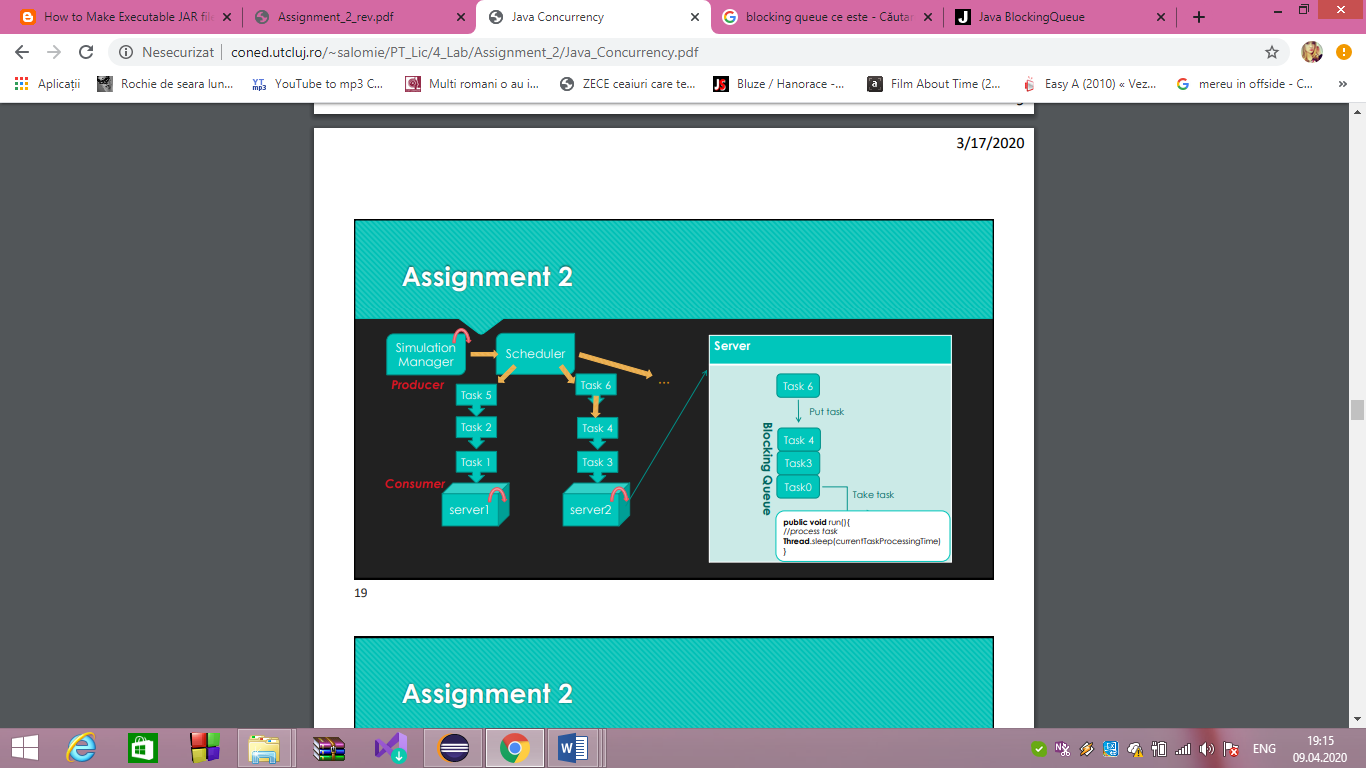 How to Make Executable JAR file
Assignment_2_rev.pdf
Java Concurrency
blocking queue ce este - Căutar
Java BlockingQueue
Nesecurizat
coned.utcluj.ro/~salomie/PT_Lic/4_Lab/Assignment_2/Java_Concurrency.pdf
Aplicații
Rochie de seara lun...
YT mp3
YouTube to mp3 C...
Multi romani o au i...
ZECE ceaiuri care te...
JS
Bluze / Hanorace -...
a
Film About Time (2...
Easy A (2010) « Vez...
mereu in offside - C...
»
3/17/2020
Assignment 2
Simulation
Manager
Scheduler
Producer
...
Task 5
Task 6
Task 2
Task 4
Task 1
Task 3
Consumer
server1
server2
Server
Task 6
Put task
Blocking Queue
Task 4
Task3
Task0
Take task
public void run(){
//process task
Thread.sleep(currentTaskProcessingTime)
}
19
Assignment 2
ENG
19:15
09.04.2020